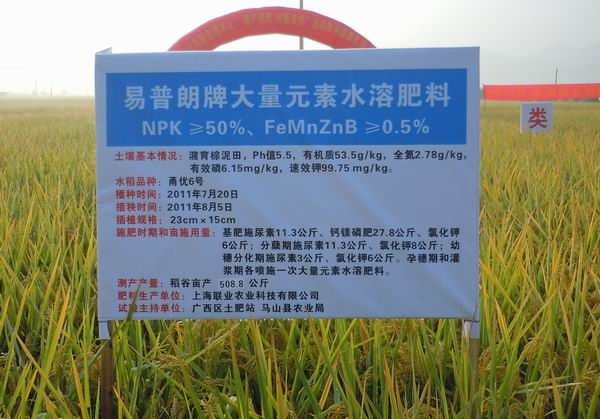 易普朗牌大量元素水溶肥料
NPK ≥50%、FeMnZnB ≥0.5%
土壤基本情况：潴育棕泥田，Ph值5.5，有机质53.5g/kg，全氮2.78g/kg，
有效磷6.15mg/kg，速效钾99.75 mg/kg。
水稻品种：甬优6号
播种时间：2011年7月20日
插秧时间：2011年8月5日
插植规格：23cm×15cm
施肥时期和亩施用量：基肥施尿素11.3公斤、钙镁磷肥27.8公斤、氯化钾
6公斤；分蘖期施尿素11.3公斤、氯化钾8公斤；幼
穗分化期施尿素3公斤、氯化钾6公斤。孕穗期和灌
浆期各喷施一次大量元素水溶肥料。
测产产量：稻谷亩产 508.8 公斤
肥料生产单位：上海联业农业科技有限公司
试验主持单位：广西区土肥站 马山县农业局
类